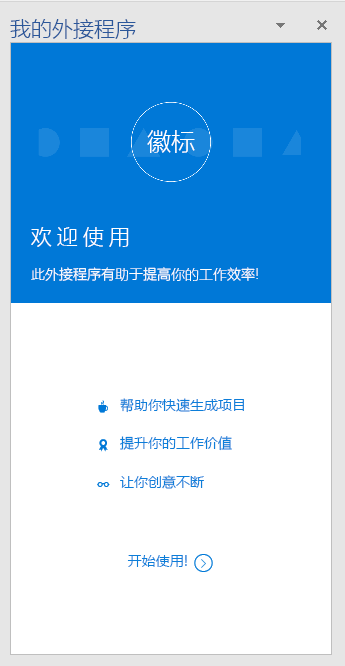 我的外接程序
徽标
欢迎使用
此外接程序有助于提高你的工作效率!
帮助你快速生成项目
提升你的工作价值
让你创意不断
开始使用!